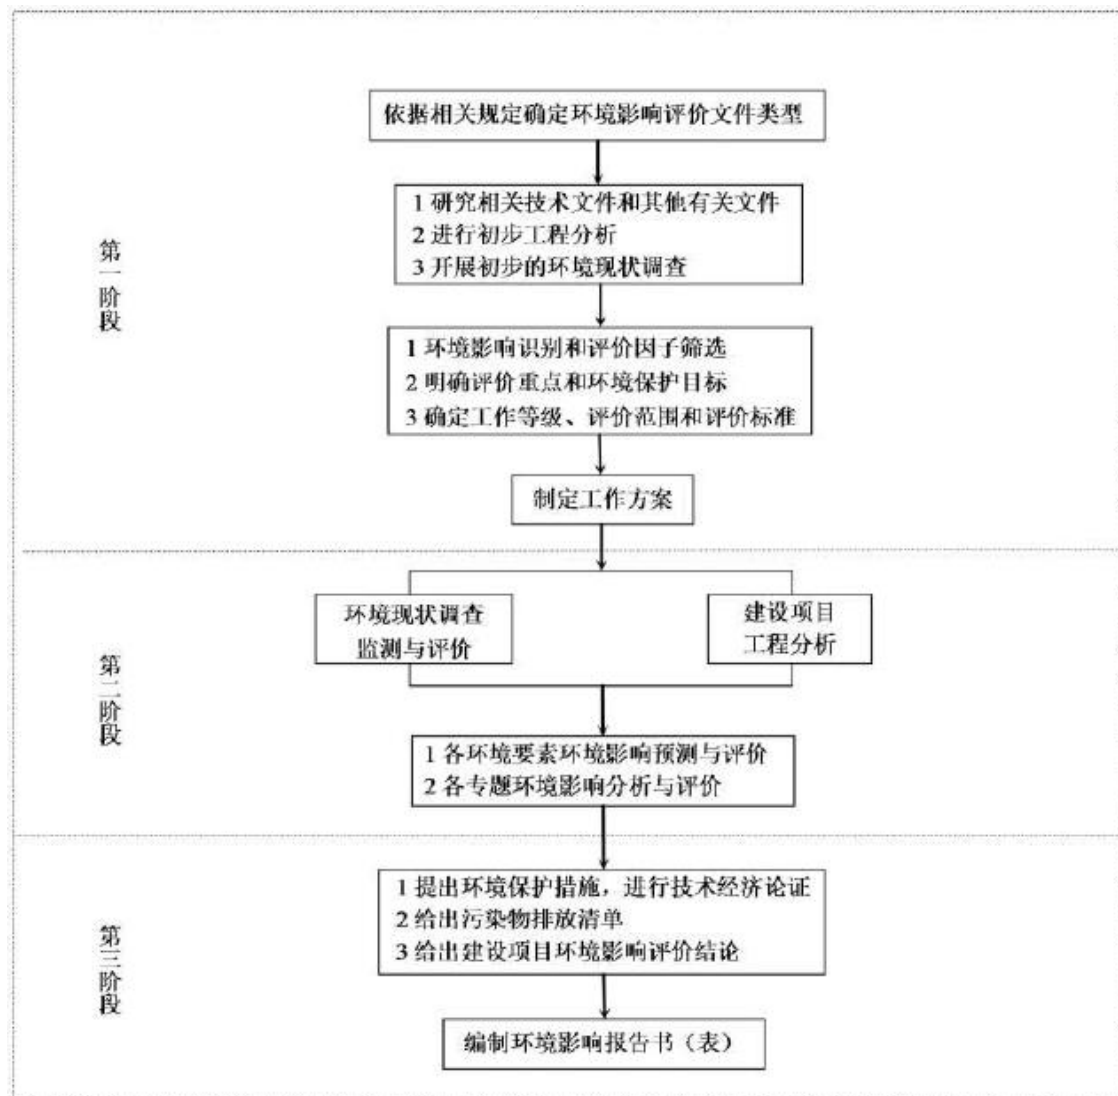 依据相关规定确定环境影响评价文件类型
1 研究相关技术文件和其他有关文件
2 进行初步工程分析
3 开展初步的环境现状调查
第一阶段
1 环境影响识别和评价因子筛选
2 明确评价重点和环境保护目标
3 确定工作等级、评价范围和评价标准
制定工作方案
环境现状调查
监测与评价
建设项目
工程分析
第二阶段
1 各环境要素环境影响预测与评价
2 各专题环境影响分析与评价
1 提出环境保护措施，进行技术经济论证
2 给出污染物排放清单
3 给出建设项目环境影响评价结论
第三阶段
编制环境影响报告书（表）